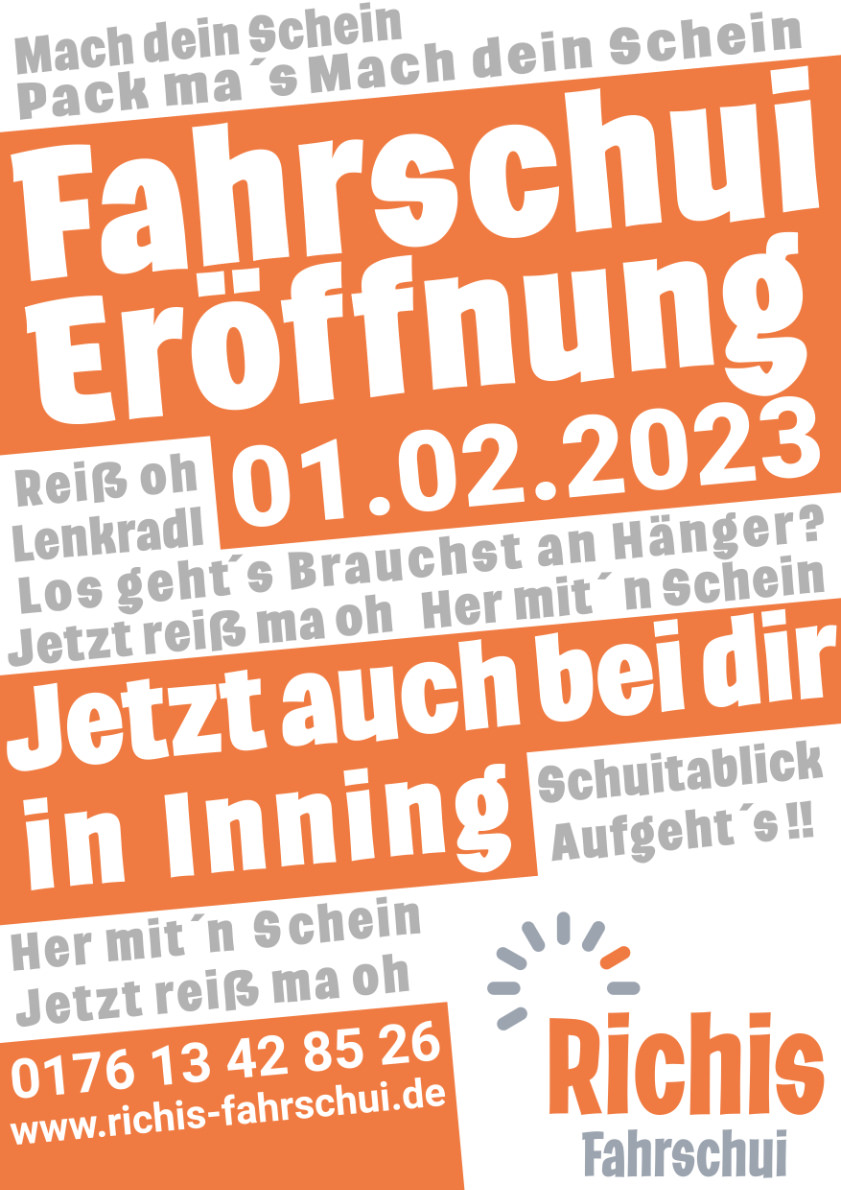 Mach dein Schein
Pack ma´s Mach dein Schein
Fahrschui
Eröffnung
01.02.2023
Reiß oh
Lenkradl
Los geht´s Brauchst an Hänger?
Jetzt reiß ma oh Her mit´n Schein
Jetzt auch bei dir
in Inning
Schuitablick
Aufgeht´s !!
Her mit´n Schein
Jetzt reiß ma oh
0176 13 42 85 26
www.richis-fahrschui.de
Richis
Fahrschui